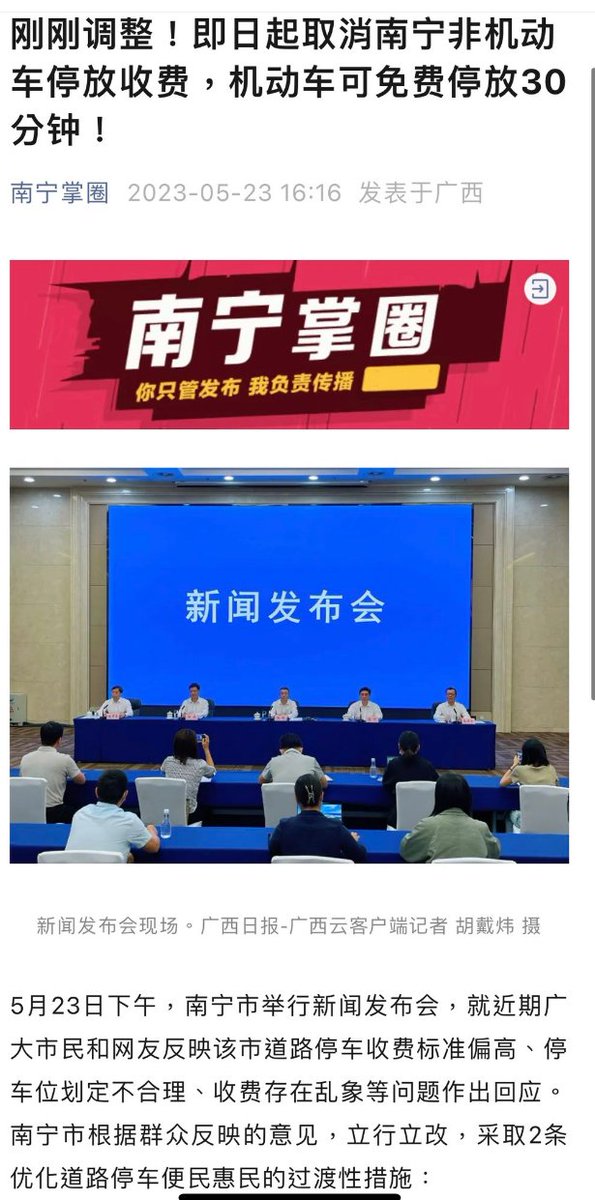 刚刚调整！即日起取消南宁非机动
车停放收费，机动车可免费停放30
分钟！
南宁掌圈 2023-05-23 16:16 发表于广西
南宁掌圈
你只管发布 我负责传播
新闻发布会
新闻发布会现场。广西日报-广西云客户端记者 胡戴炜 摄
5月23日下午，南宁市举行新闻发布会，就近期广
大市民和网友反映该市道路停车收费标准偏高、停
车位划定不合理、收费存在乱象等问题作出回应。
南宁市根据群众反映的意见，立行立改，采取2条
优化道路停车便民惠民的过渡性措施：